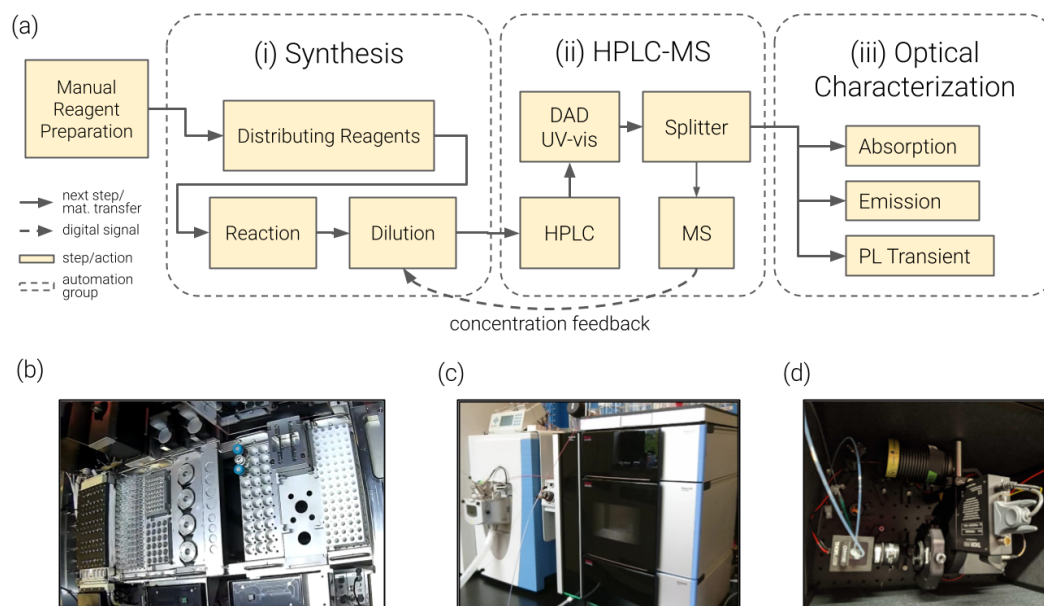 (a)
(i) Synthesis
(ii) HPLC-MS
(iii) Optical
Characterization
Manual
Reagent
Preparation
Distributing Reagents
DAD
UV-vis
Splitter
Absorption
Emission
PL Transient
Reaction
Dilution
HPLC
MS
next step/
mat. transfer
digital signal
step/action
automation
group
concentration feedback
(b)
(c)
(d)